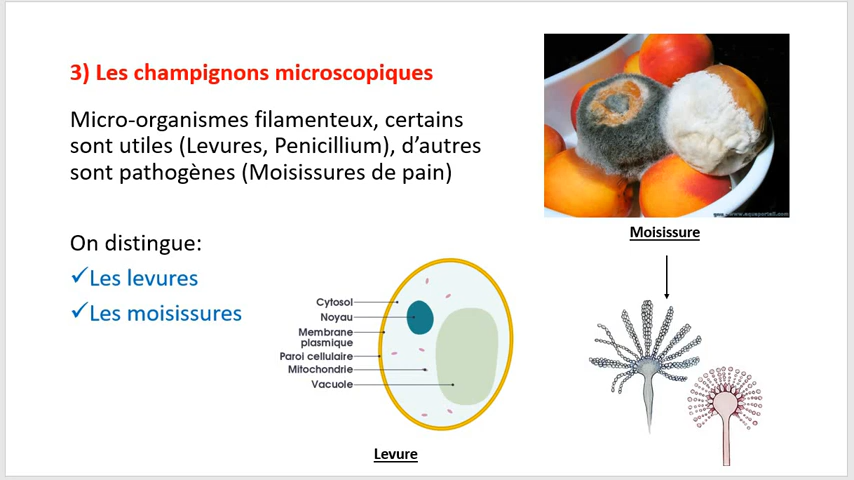 3) Les champignons microscopiques
Micro-organismes filamenteux, certains
sont utiles (Levures, Penicillium), d’autres
sont pathogènes (Moisissures de pain)
On distingue:
✓Les levures
✓Les moisissures
Cytosol
Noyau
Membrane
plasmique
Paroi cellulaire
Mitochondrie
Vacuole
Levure
Moisissure